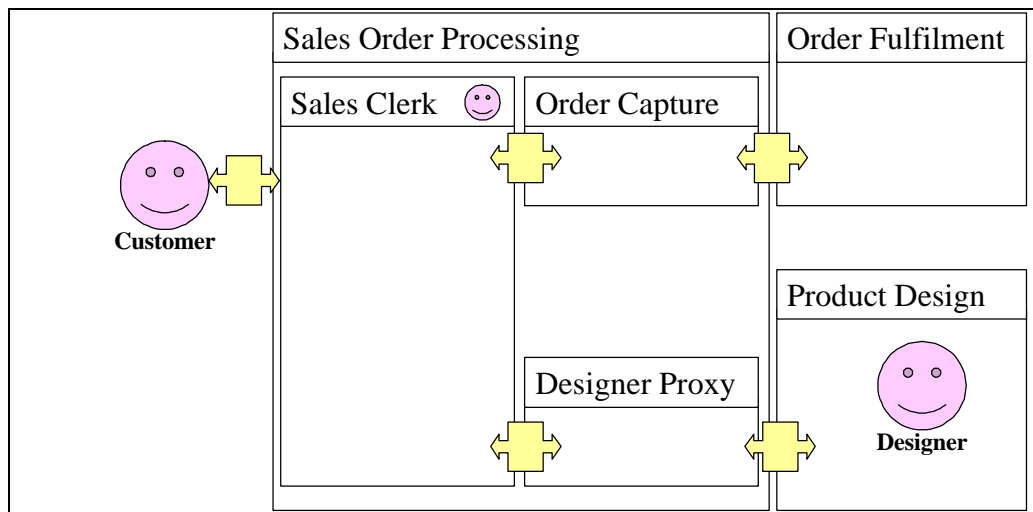 Sales Order Processing
Order Fulfilment
Sales Clerk
Order Capture
Customer
Product Design
Designer Proxy
Designer